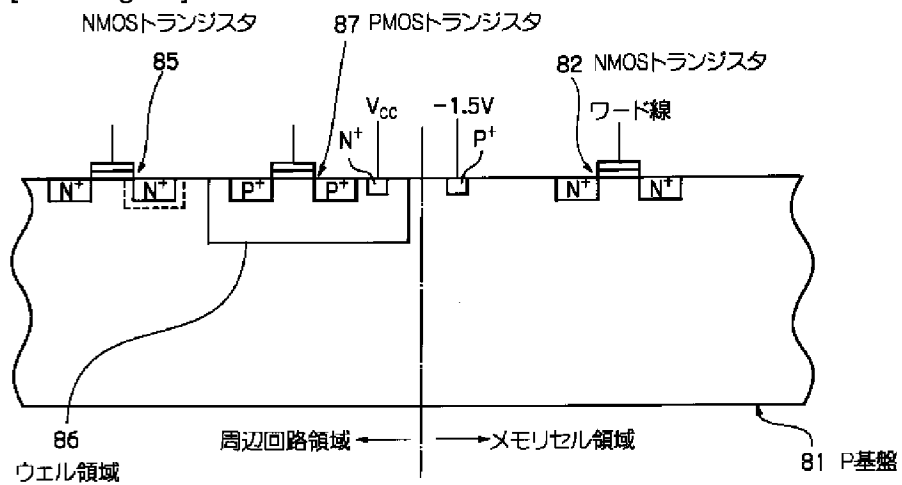 NMOSトランジスタ
87 PMOSトランジスタ
85
82 NMOSトランジスタ
VCC
-1.5V
ワード線
N+
P+
N+
N+
P+
P+
N+
N+
86
ウェル領域
周辺回路領域
メモリセル領域
81 P基盤